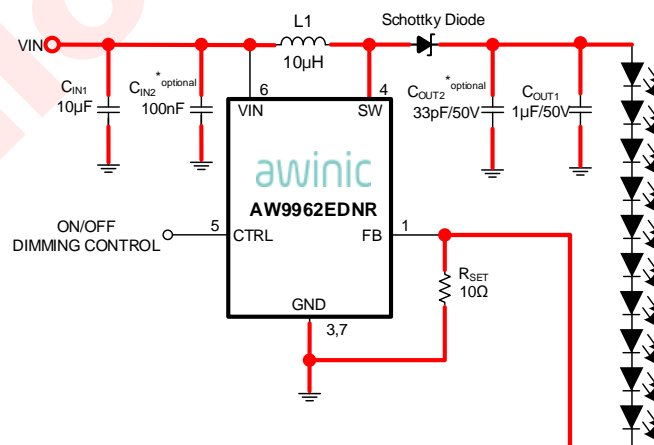 VIN
L1
10µH
Schottky Diode
CIN1
10µF
CIN2 *optional
100nF
6
VIN
4
SW
COUT2 *optional
33pF/50V
COUT1
1µF/50V
awinic
AW9962EDNR
ON/OFF
DIMMING CONTROL
5
CTRL
FB
1
RSET
10Ω
GND
3,7